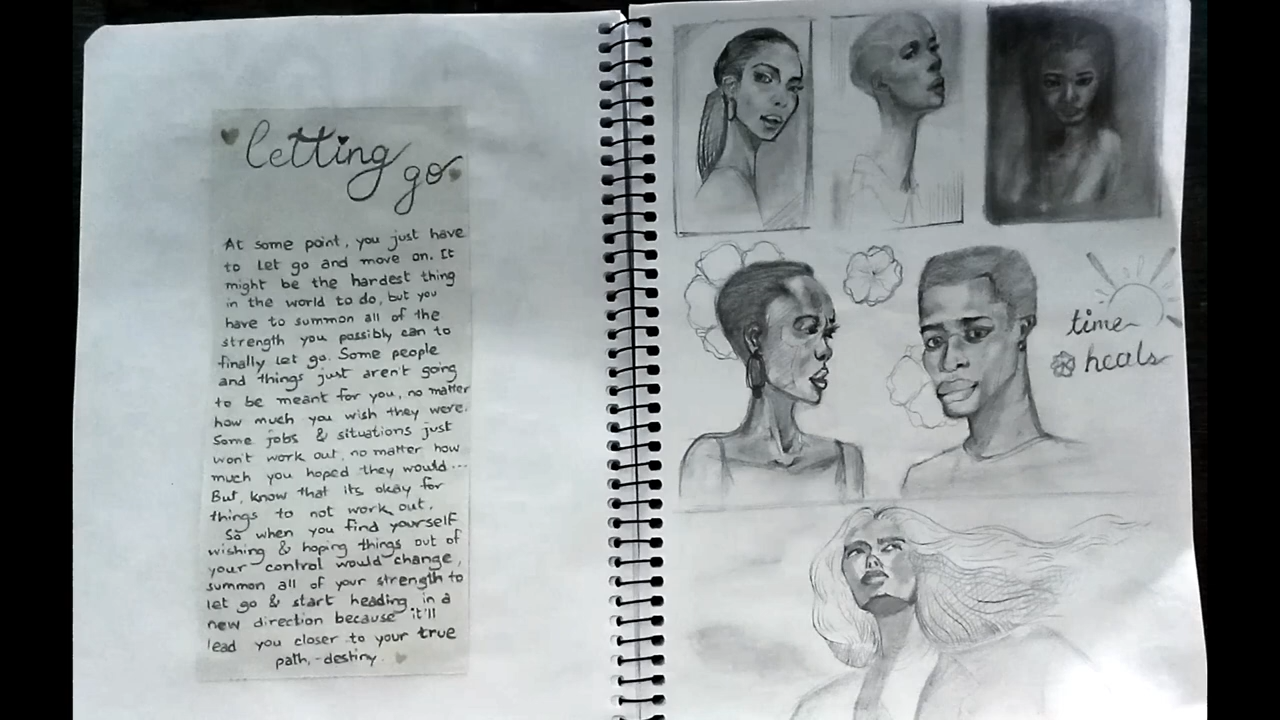 letting
go
At some point, you just have
to let go and move on. It
might be the hardest thing
in the world to do, but you
have to summon all of the
strength you possibly can to
finally let go. Some people
and things just aren't going
to be meant for you, no matter
how much you wish they were.
Some jobs & situations just
won't work out, no matter how
much you hoped they would...
But, know that its okay for
things to not work out.
So when you find yourself
wishing & hoping things out of
your control would change,
summon all of your strength to
let go & start heading in a
new direction because it'll
lead you closer to your true
path,-destiny.
time
heals